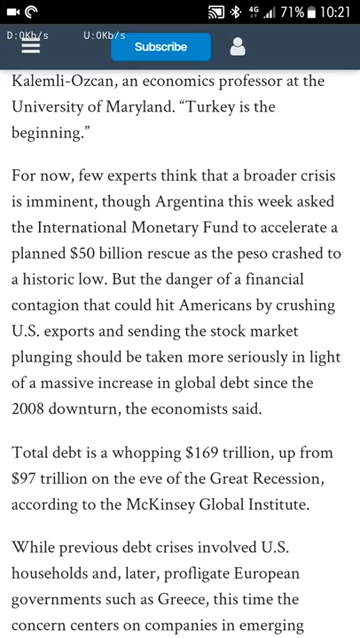 4G 71% 10:21
D:0Kb/s U:0Kb/s
Subscribe
Kalemli-Ozcan, an economics professor at the
University of Maryland. “Turkey is the
beginning.”
For now, few experts think that a broader crisis
is imminent, though Argentina this week asked
the International Monetary Fund to accelerate a
planned $50 billion rescue as the peso crashed to
a historic low. But the danger of a financial
contagion that could hit Americans by crushing
U.S. exports and sending the stock market
plunging should be taken more seriously in light
of a massive increase in global debt since the
2008 downturn, the economists said.
Total debt is a whopping $169 trillion, up from
$97 trillion on the eve of the Great Recession,
according to the McKinsey Global Institute.
While previous debt crises involved U.S.
households and, later, profligate European
governments such as Greece, this time the
concern centers on companies in emerging